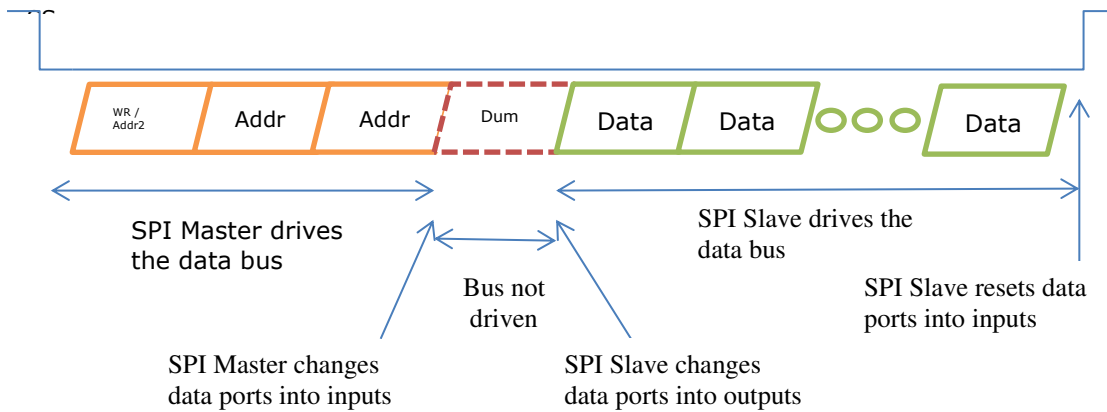 WR /
Addr2
Addr
Addr
Dum
Data
Data
Data
SPI Master drives
the data bus
Bus not
driven
SPI Slave drives the
data bus
SPI Slave resets data
ports into inputs
SPI Master changes
data ports into inputs
SPI Slave changes
data ports into outputs